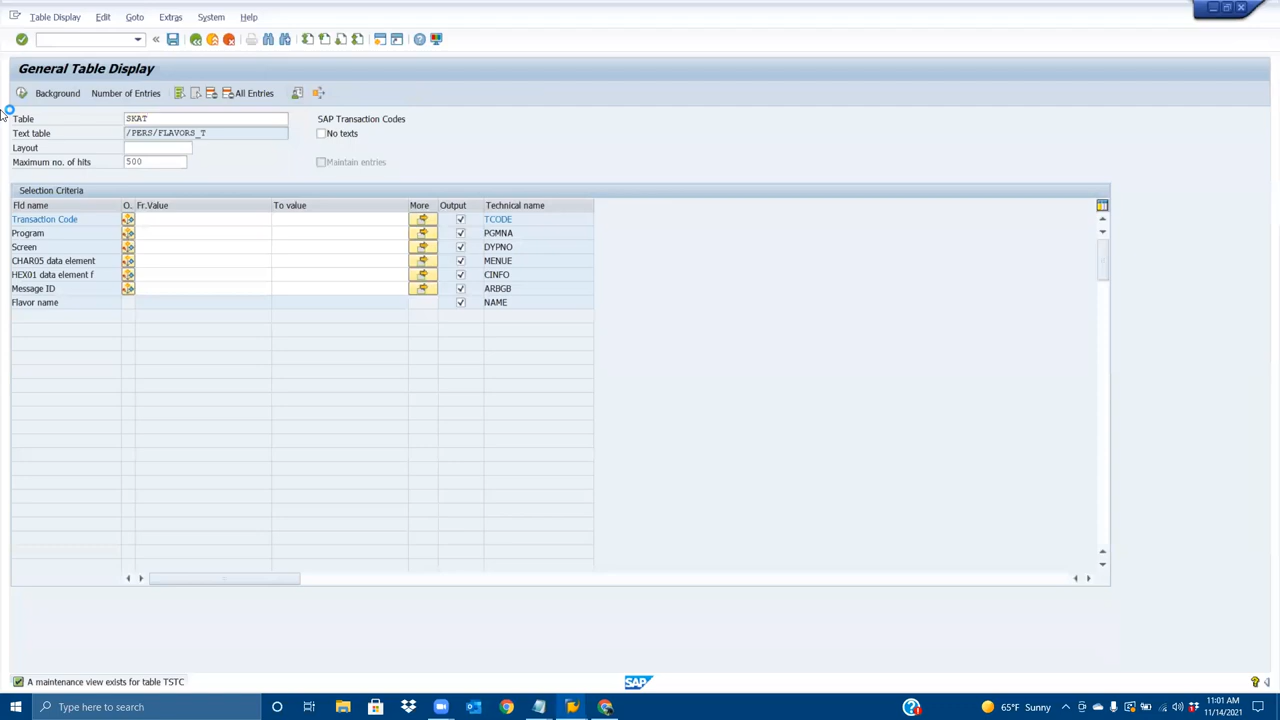 Table Display Edit Goto Extras System Help
General Table Display
Background Number of Entries All Entries
Table SKAT SAP Transaction Codes
Text table /PERS/FLAVORS_T No texts
Layout
Maximum no. of hits 500 Maintain entries
Selection Criteria
Fld name O. Fr.Value To value More Output Technical name
Transaction Code TCODE
Program PGMNA
Screen DYPNO
CHAR05 data element MENUE
HEX01 data element f CINFO
Message ID ARBGB
Flavor name NAME
A maintenance view exists for table TSTC SAP
Type here to search 65°F Sunny 11:01 AM
11/14/2021